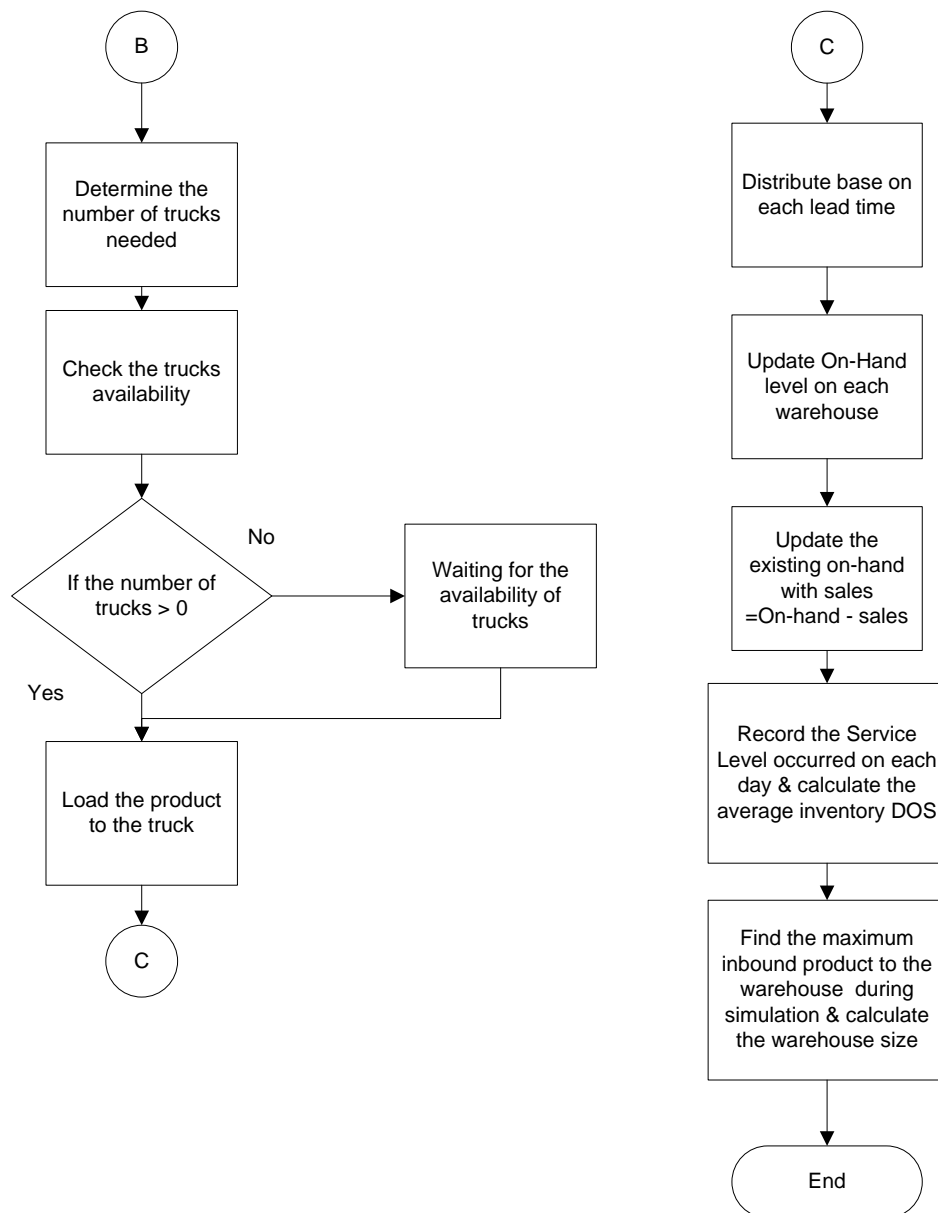 B
Determine the
number of trucks
needed
Check the trucks
availability
If the number of
trucks > 0
No
Waiting for the
availability of
trucks
Yes
Load the product
to the truck
C
C
Distribute base on
each lead time
Update On-Hand
level on each
warehouse
Update the
existing on-hand
with sales
=On-hand - sales
Record the Service
Level occurred on each
day & calculate the
average inventory DOS
Find the maximum
inbound product to the
warehouse during
simulation & calculate
the warehouse size
End